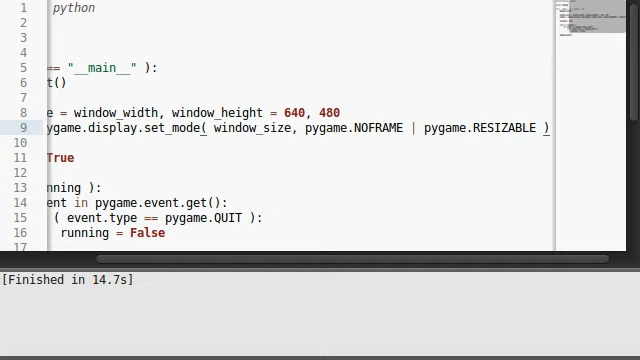 1 python
2
3
4
5 == "__main__" ):
6 t()
7
8 e = window_width, window_height = 640, 480
9 ygame.display.set_mode( window_size, pygame.NOFRAME | pygame.RESIZABLE )
10
11 True
12
13 nning ):
14 ent in pygame.event.get():
15 ( event.type == pygame.QUIT ):
16 running = False
17
[Finished in 14.7s]